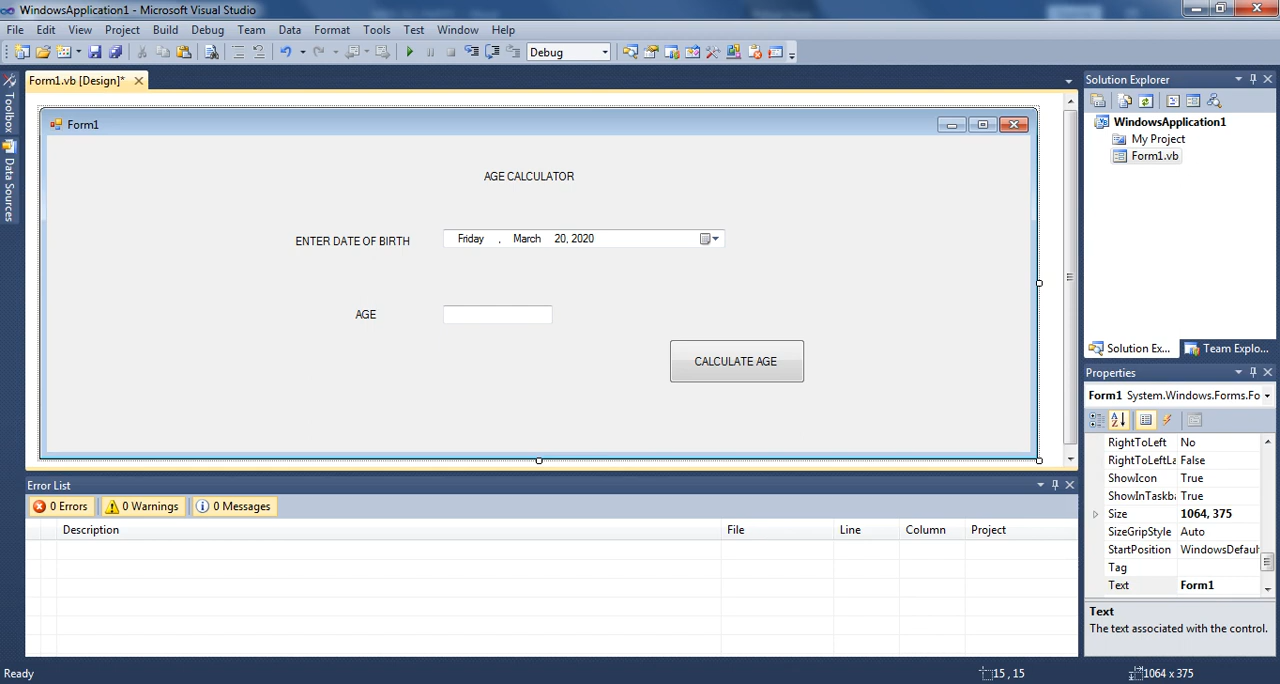 WindowsApplication1 - Microsoft Visual Studio
File Edit View Project Build Debug Team Data Format Tools Test Window Help
Debug
Form1.vb [Design]*
Toolbox
Data Sources
Form1
AGE CALCULATOR
ENTER DATE OF BIRTH
Friday , March 20, 2020
AGE
CALCULATE AGE
Solution Explorer
WindowsApplication1
My Project
Form1.vb
Solution Ex... Team Explo...
Properties
Form1 System.Windows.Forms.Fo
RightToLeft No
RightToLeftLa False
ShowIcon True
ShowInTaskba True
Size 1064, 375
SizeGripStyle Auto
StartPosition WindowsDefaul
Tag
Text Form1
Text
The text associated with the control.
Error List
0 Errors 0 Warnings 0 Messages
Description File Line Column Project
Ready 15 , 15 1064 x 375